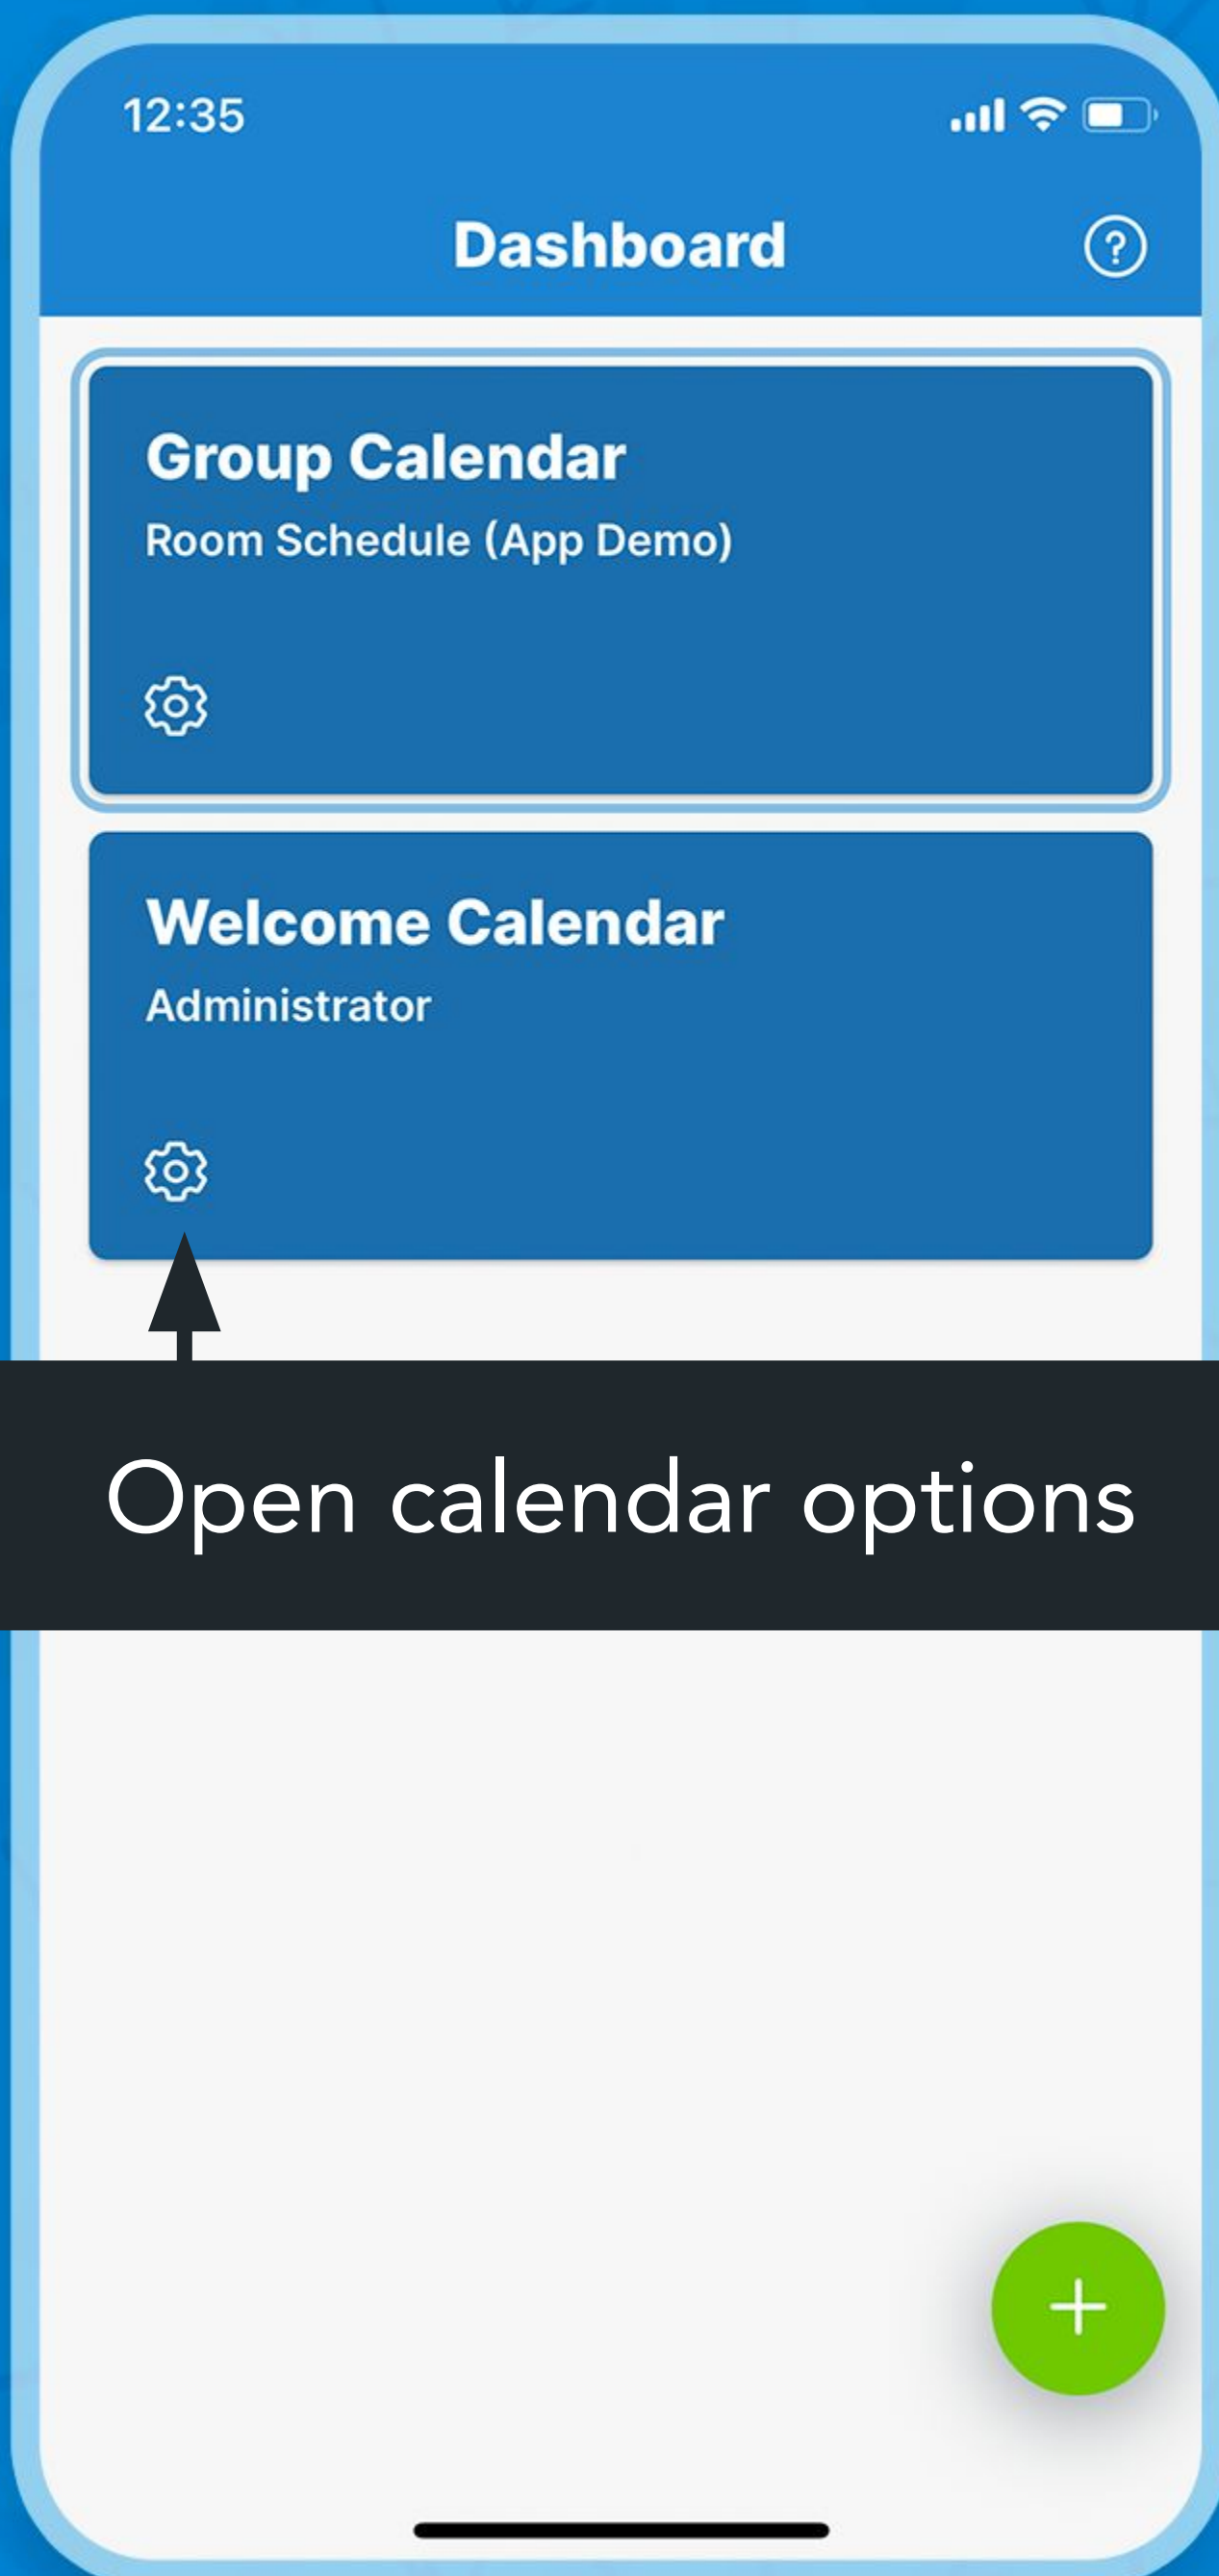 12:35
Dashboard
?
Group Calendar
Room Schedule (App Demo)
Welcome Calendar
Administrator
Open calendar options
+